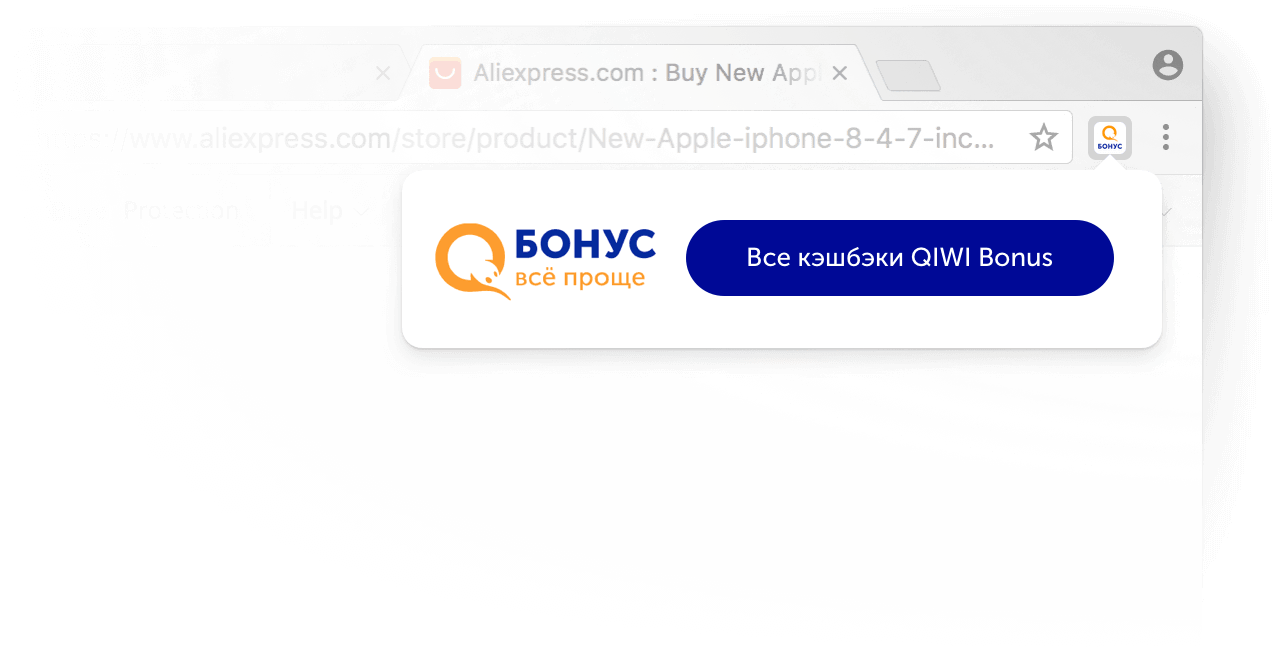 Aliexpress.com : Buy New Appl
//www.aliexpress.com/store/product/New-Apple-iphone-8-4-7-inc...
БОНУС
Protection
Help
БОНУС
всё проще
Все кэшбэки QIWI Bonus